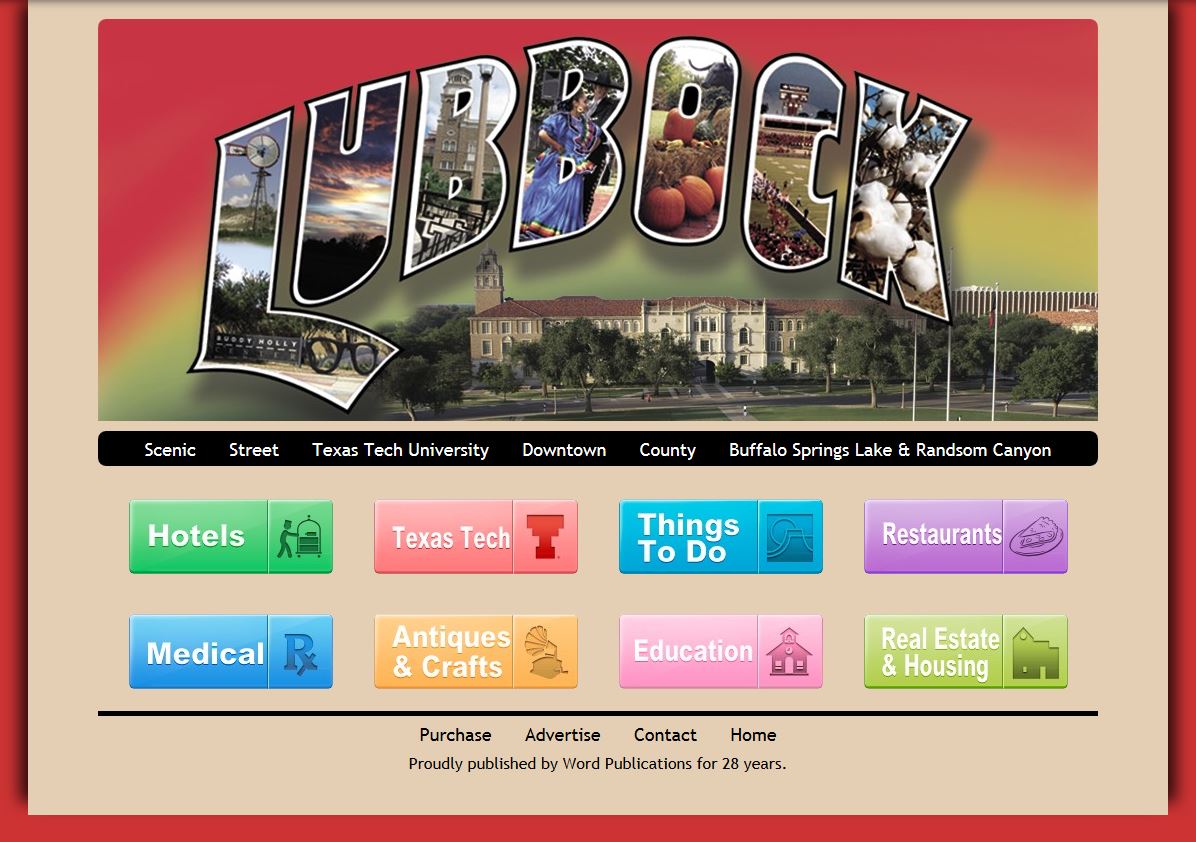 LUBBOCK
BUDDY HOLLY
CENTER
Scenic Street Texas Tech University Downtown County Buffalo Springs Lake & Randsom Canyon
Hotels Texas Tech Things To Do Restaurants
Medical Antiques & Crafts Education Real Estate & Housing
Purchase Advertise Contact Home
Proudly published by Word Publications for 28 years.